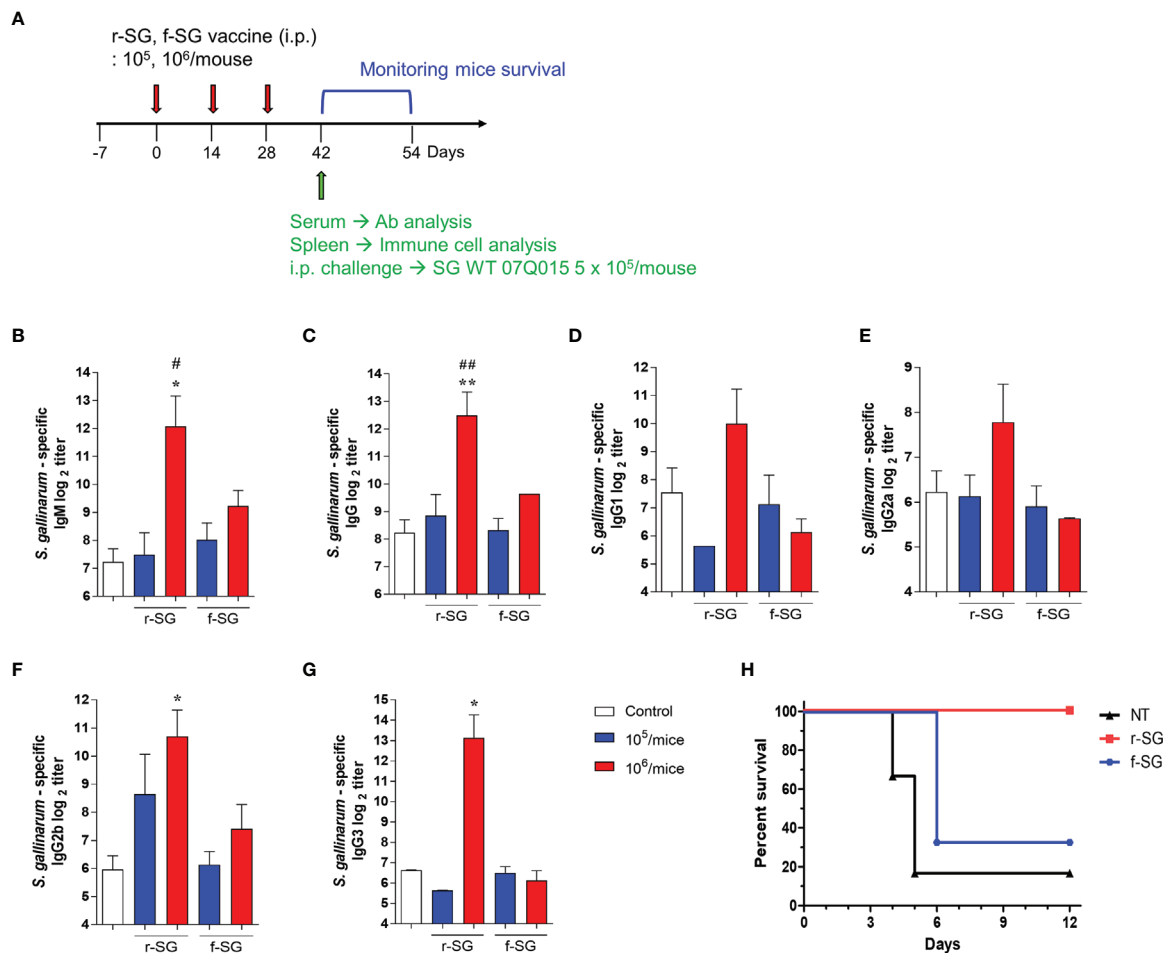 A
r-SG, f-SG vaccine (i.p.)
: 10⁵, 10⁶/mouse
Monitoring mice survival
-7 0 14 28 42 54 Days
Serum → Ab analysis
Spleen → Immune cell analysis
i.p. challenge → SG WT 07Q015 5 x 10⁵/mouse
B
S. gallinarum - specific
IgM log ₂ titer
14
13
12
11
10
9
8
7
6
#
*
r-SG f-SG
C
S. gallinarum - specific
IgG log ₂ titer
14
13
12
11
10
9
8
7
6
##
**
r-SG f-SG
D
S. gallinarum - specific
IgG1 log ₂ titer
12
11
10
9
8
7
6
5
4
r-SG f-SG
E
S. gallinarum - specific
IgG2a log ₂ titer
9
8
7
6
5
4
r-SG f-SG
F
S. gallinarum - specific
IgG2b log ₂ titer
12
11
10
9
8
7
6
5
4
*
r-SG f-SG
G
S. gallinarum - specific
IgG3 log ₂ titer
15
14
13
12
11
10
9
8
7
6
5
4
*
r-SG f-SG
Control
10⁵/mice
10⁶/mice
H
Percent survival
100
80
60
40
20
0
0 3 6 9 12
Days
NT
r-SG
f-SG